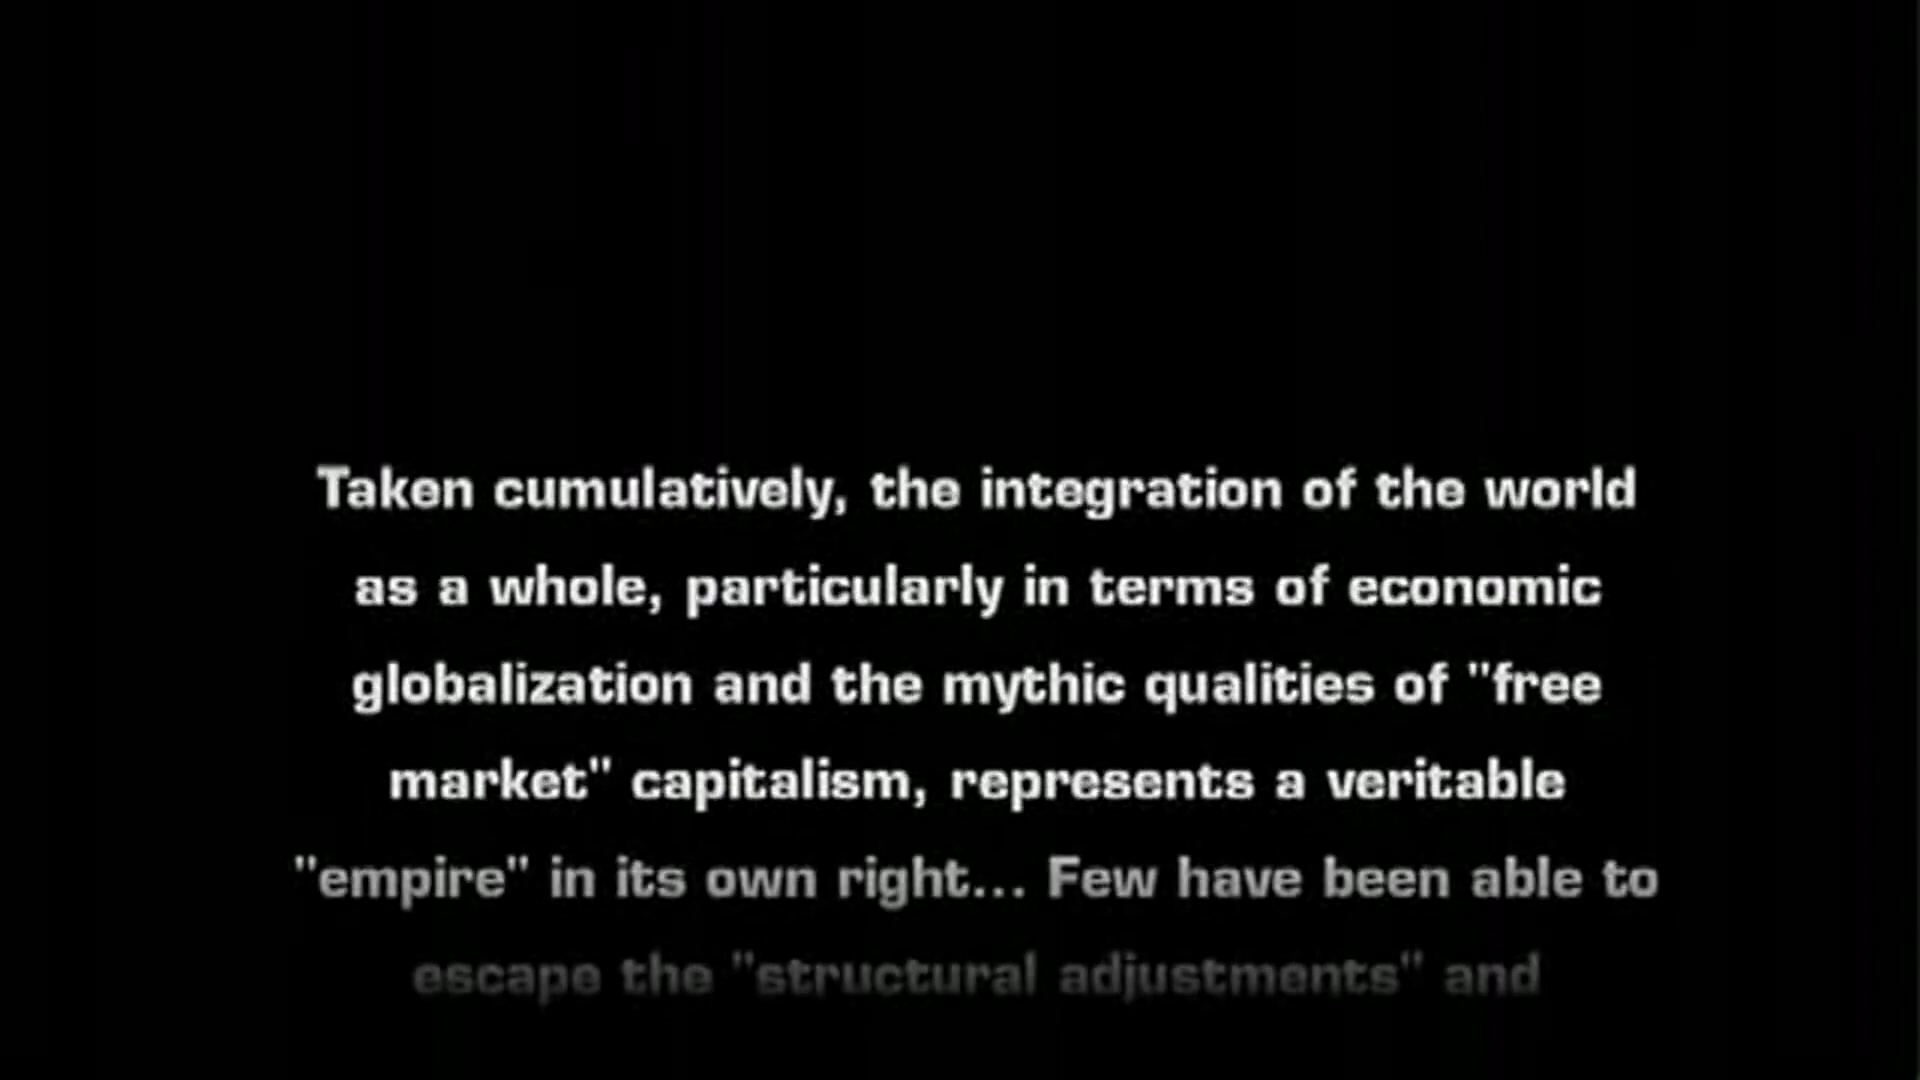 Taken cumulatively, the integration of the world
as a whole, particularly in terms of economic
globalization and the mythic qualities of "free
market" capitalism, represents a veritable
"empire" in its own right... Few have been able to
escape the "structural adjustments" and